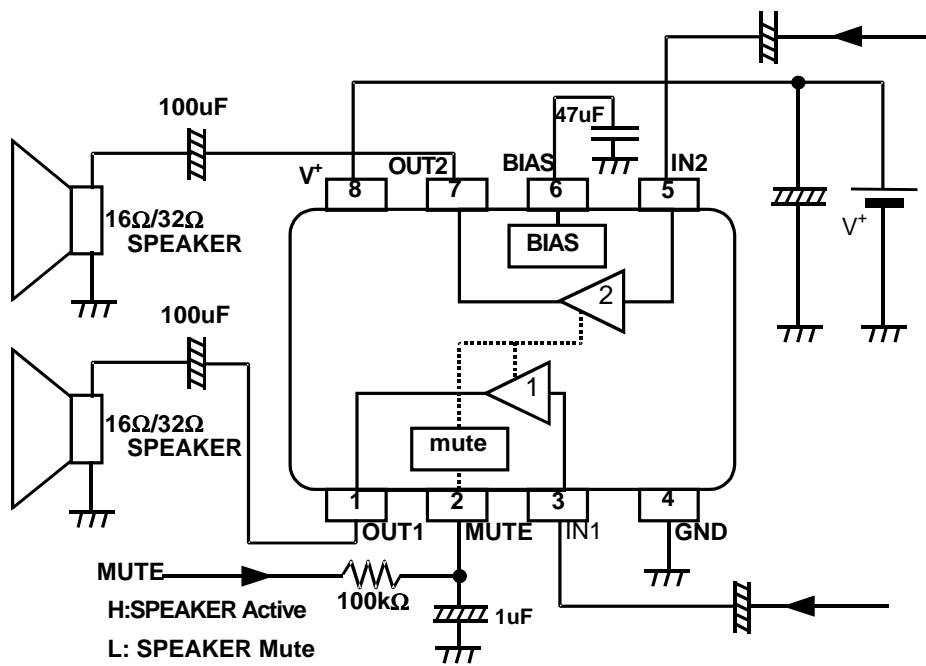 100uF
47uF
V+
OUT2
BIAS
IN2
8
7
6
5
16Ω/32Ω
SPEAKER
BIAS
V+
2
100uF
1
16Ω/32Ω
SPEAKER
mute
1
2
3
4
OUT1
MUTE
IN1
GND
MUTE
100kΩ
1uF
H:SPEAKER Active
L: SPEAKER Mute